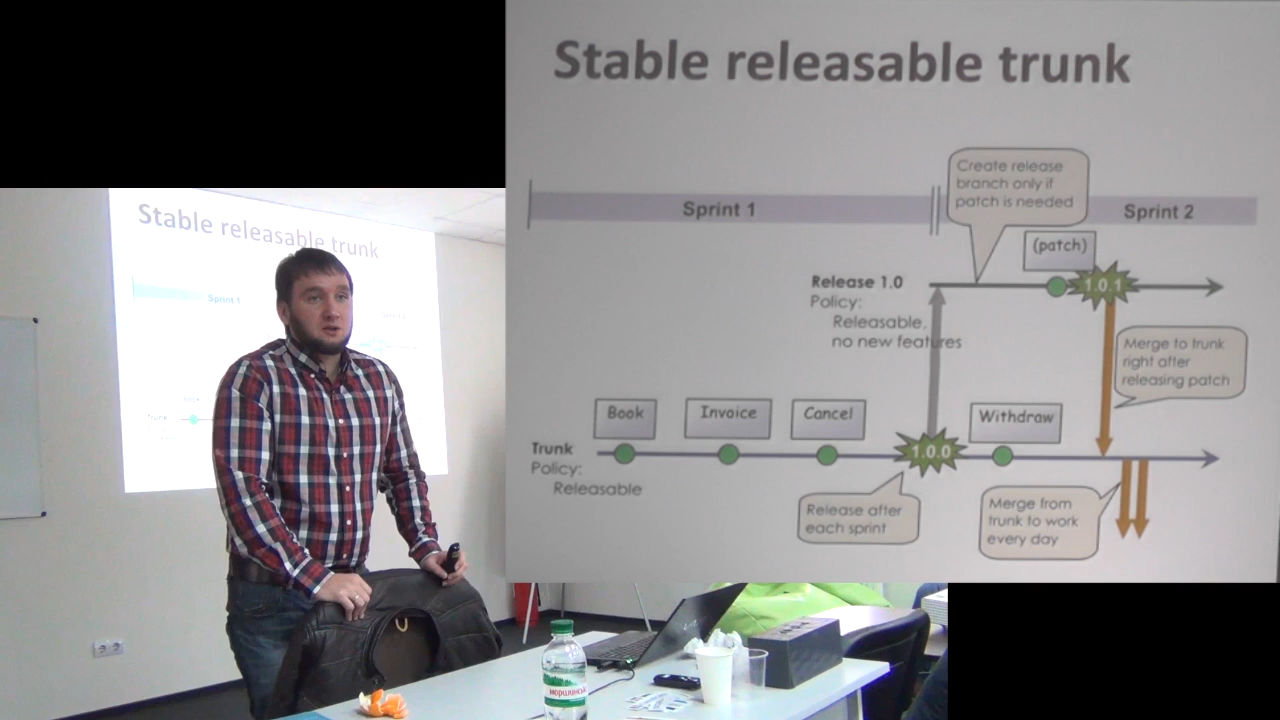 Stable releasable trunk
Create release
branch only if
patch is needed
Sprint 1
Sprint 2
(patch)
Release 1.0
1.0.1
Policy:
Releasable,
no new features
Merge to trunk
right after
releasing patch
Book
Invoice
Cancel
Withdraw
Trunk
1.0.0
Policy:
Releasable
Release after
each sprint
Merge from
trunk to work
every day
Stable releasable trunk
Sprint 1
Trunk
моршинська